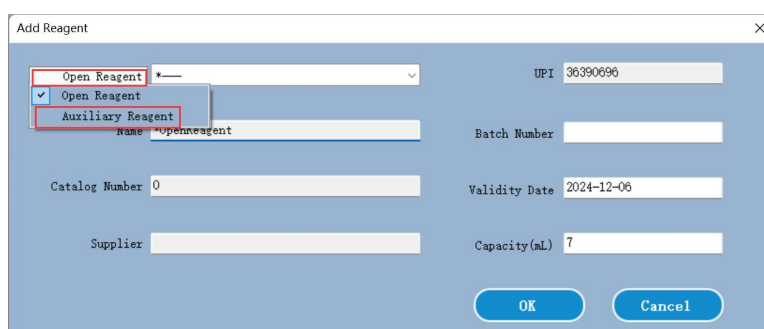 Add Reagent
Open Reagent *—— UPI 36390696
Open Reagent
Auxiliary Reagent
Name *OpenReagent Batch Number
Catalog Number 0 Validity Date 2024-12-06
Supplier Capacity(mL) 7
OK Cancel